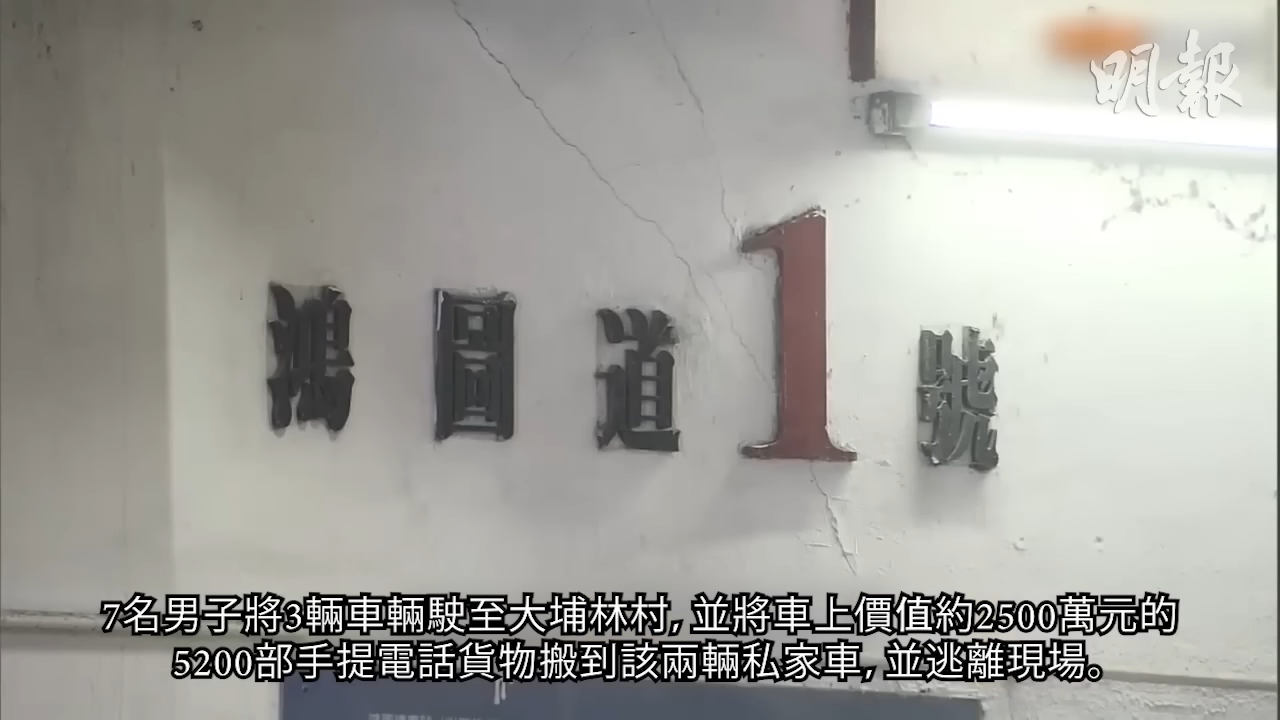 明報
鴻圖道1號
7名男子將3輛車輛駛至大埔林村, 並將車上價值約2500萬元的
5200部手提電話貨物搬到該兩輛私家車, 並逃離現場。